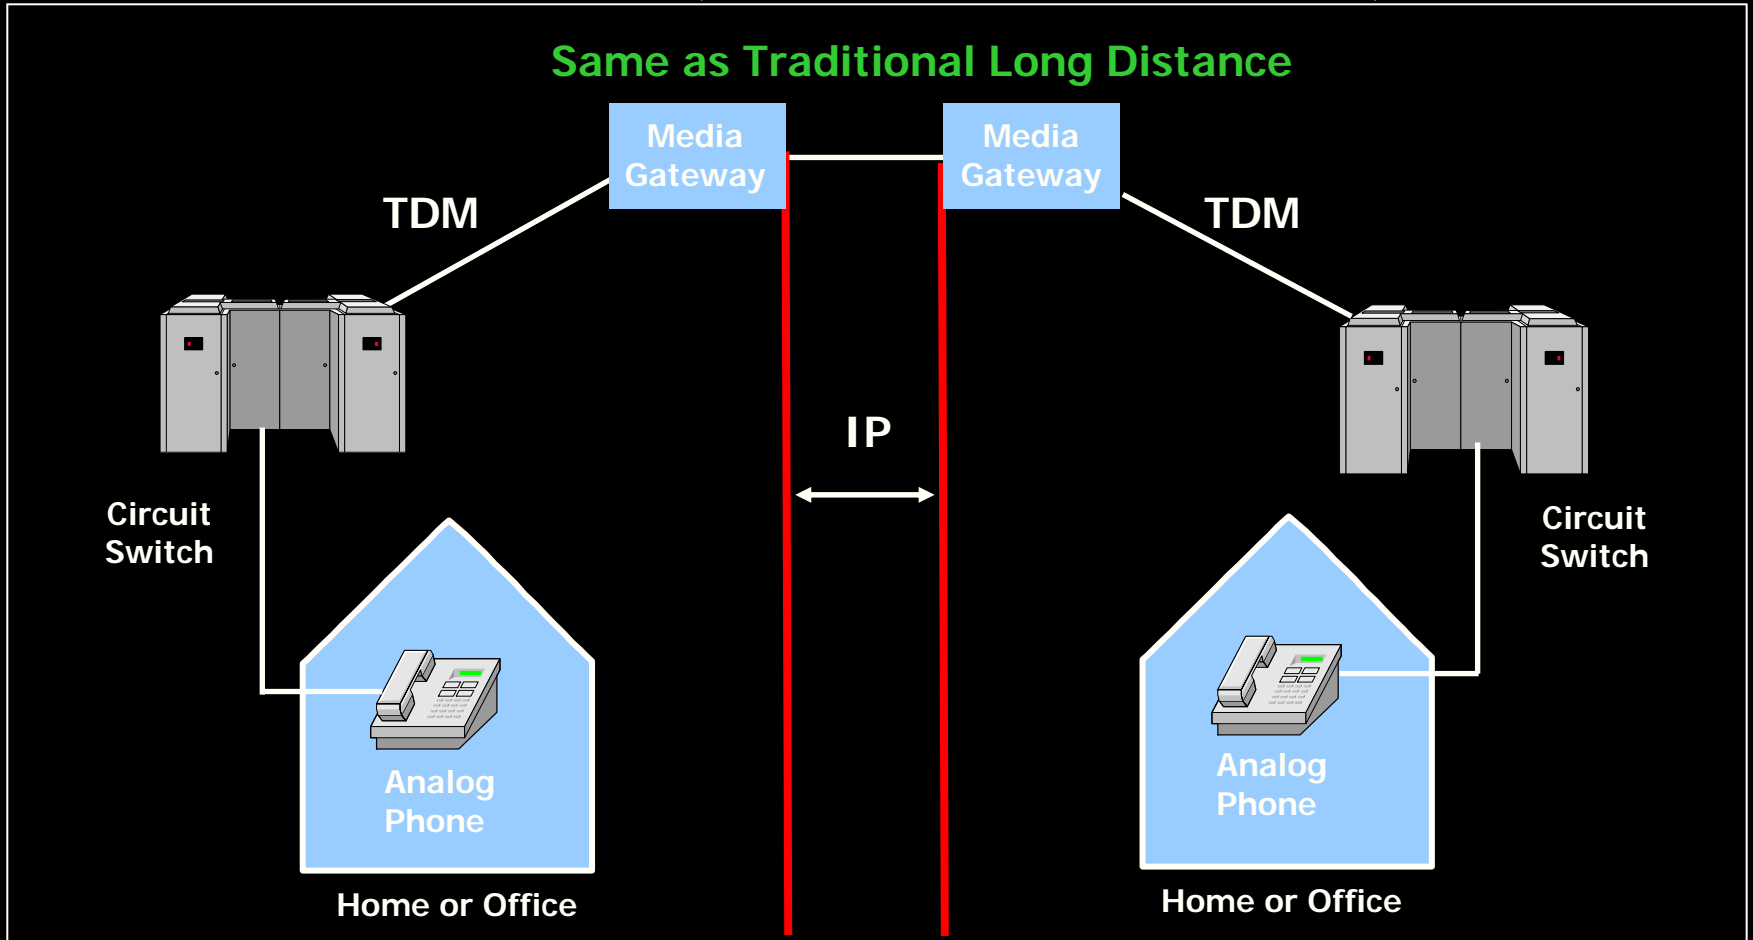 Same as Traditional Long Distance
Media
Gateway
Media
Gateway
TDM
TDM
IP
Circuit
Switch
Circuit
Switch
Analog
Phone
Analog
Phone
Home or Office
Home or Office